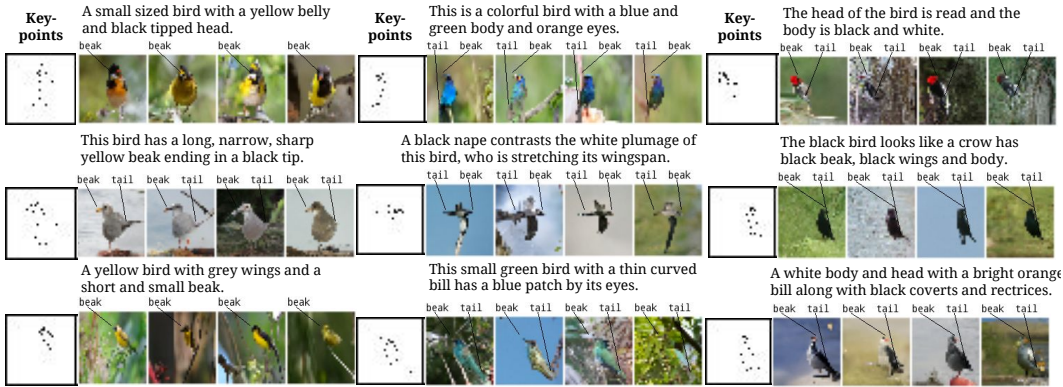 Key-
points
A small sized bird with a yellow belly
and black tipped head.
beak beak beak beak
Key-
points
This is a colorful bird with a blue and
green body and orange eyes.
tail beak tail beak tail beak tail beak
Key-
points
The head of the bird is read and the
body is black and white.
beak tail beak tail beak tail beak tail
This bird has a long, narrow, sharp
yellow beak ending in a black tip.
beak tail beak tail beak tail beak tail
A black nape contrasts the white plumage of
this bird, who is stretching its wingspan.
tail beak tail beak tail beak tail beak
The black bird looks like a crow has
black beak, black wings and body.
beak tail beak tail beak tail beak tail
A yellow bird with grey wings and a
short and small beak.
beak beak beak beak
This small green bird with a thin curved
bill has a blue patch by its eyes.
beak tail beak tail beak tail beak tail
A white body and head with a bright orange
bill along with black coverts and rectrices.
beak tail beak tail beak tail beak tail